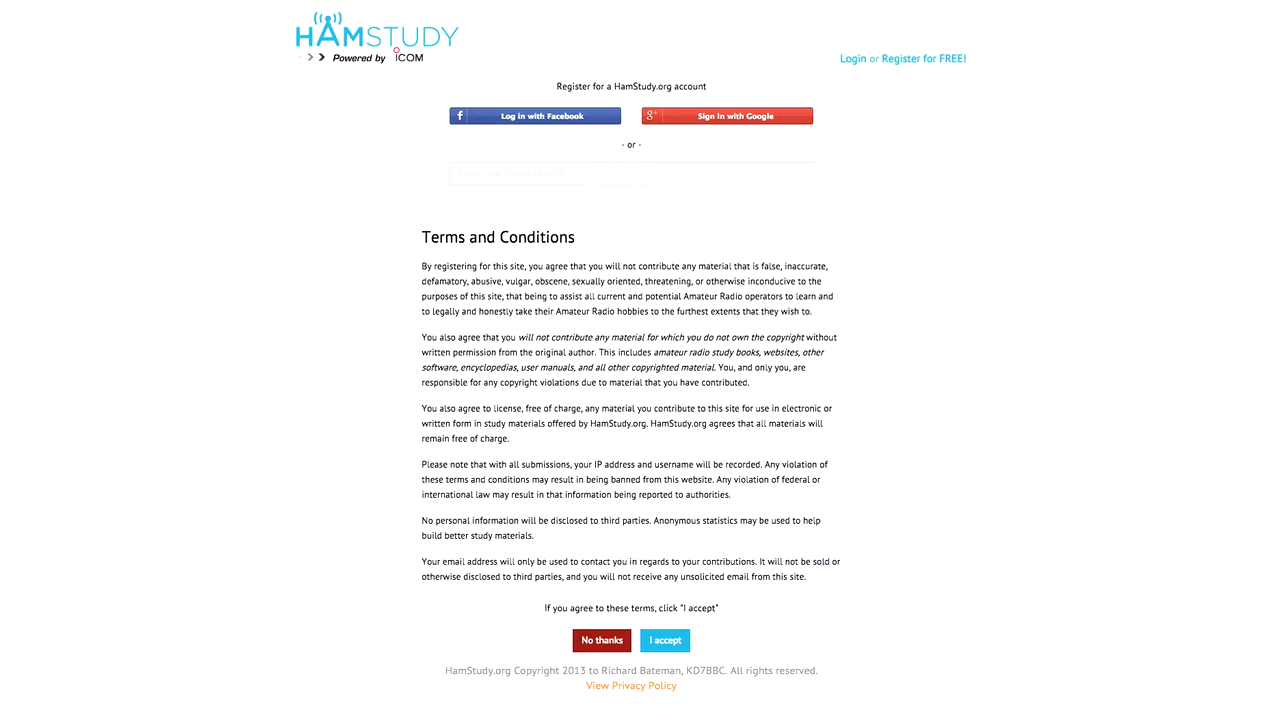 HAMSTUDY
Powered by ICOM
Login or Register for FREE!
Register for a HamStudy.org account
f Log in with Facebook
g+ Sign in with Google
- or -
Terms and Conditions
By registering for this site, you agree that you will not contribute any material that is false, inaccurate,
defamatory, abusive, vulgar, obscene, sexually oriented, threatening, or otherwise inconducive to the
purposes of this site, that being to assist all current and potential Amateur Radio operators to learn and
to legally and honestly take their Amateur Radio hobbies to the furthest extents that they wish to.
You also agree that you will not contribute any material for which you do not own the copyright without
written permission from the original author. This includes amateur radio study books, websites, other
software, encyclopedias, user manuals, and all other copyrighted material. You, and only you, are
responsible for any copyright violations due to material that you have contributed.
You also agree to license, free of charge, any material you contribute to this site for use in electronic or
written form in study materials offered by HamStudy.org. HamStudy.org agrees that all materials will
remain free of charge.
Please note that with all submissions, your IP address and username will be recorded. Any violation of
these terms and conditions may result in being banned from this website. Any violation of federal or
international law may result in that information being reported to authorities.
No personal information will be disclosed to third parties. Anonymous statistics may be used to help
build better study materials.
Your email address will only be used to contact you in regards to your contributions. It will not be sold or
otherwise disclosed to third parties, and you will not receive any unsolicited email from this site.
If you agree to these terms, click "I accept"
No thanks
I accept
HamStudy.org Copyright 2013 to Richard Bateman, KD7BBC. All rights reserved.
View Privacy Policy